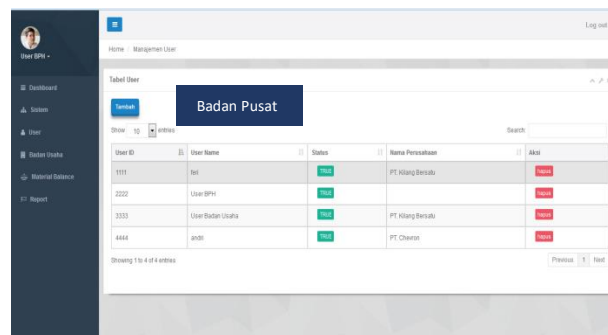 Log out
User BPH
Home / Manajemen User
Tabel User
Dashboard
Sistem
User
Badan Usaha
Material Balance
Report
Tambah
Badan Pusat
Show 10 entries
Search:
User ID User Name Status Nama Perusahaan Aksi
1111 feli TRUE PT. Kilang Bersatu Hapus
2222 User BPH TRUE Hapus
3333 User Badan Usaha TRUE PT. Kilang Bersatu Hapus
4444 andri TRUE PT. Chevron Hapus
Showing 1 to 4 of 4 entries
Previous 1 Next